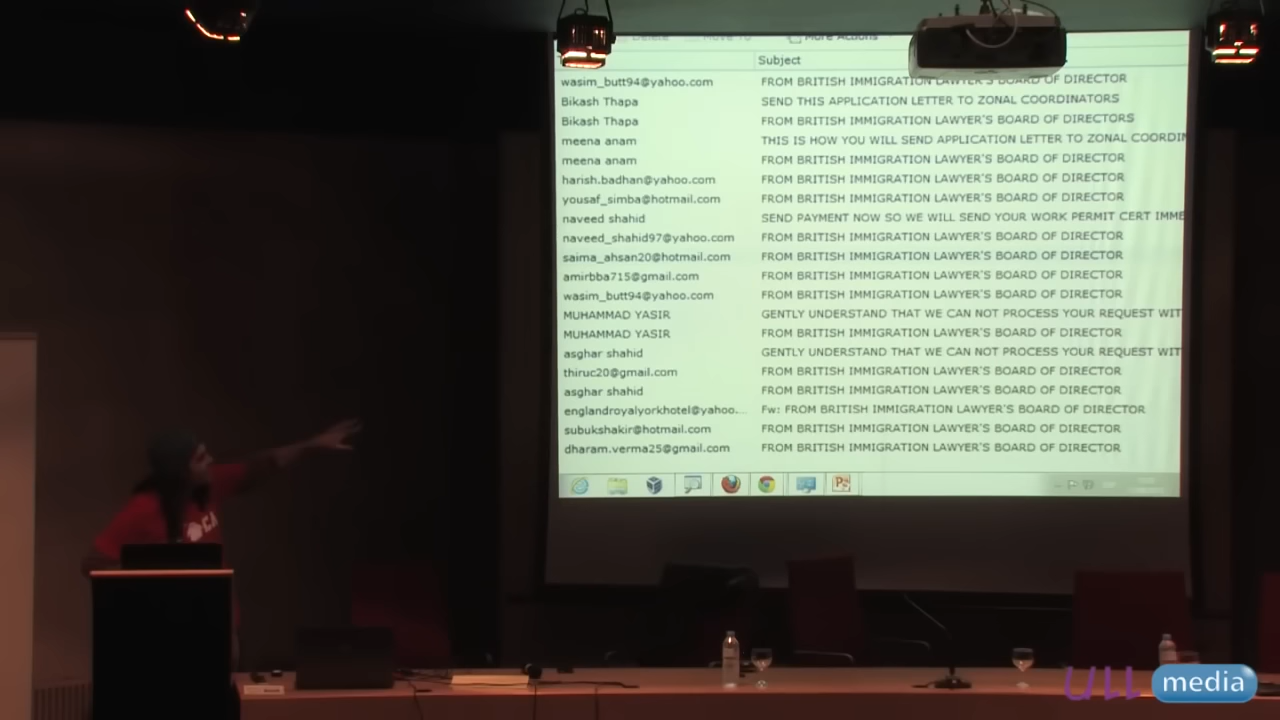 Delete Move To More Actions
Subject
wasim_butt94@yahoo.com FROM BRITISH IMMIGRATION LAWYER'S BOARD OF DIRECTOR
Bikash Thapa SEND THIS APPLICATION LETTER TO ZONAL COORDINATORS
Bikash Thapa FROM BRITISH IMMIGRATION LAWYER'S BOARD OF DIRECTORS
meena anam THIS IS HOW YOU WILL SEND APPLICATION LETTER TO ZONAL COORDIN
meena anam FROM BRITISH IMMIGRATION LAWYER'S BOARD OF DIRECTOR
harish.badhan@yahoo.com FROM BRITISH IMMIGRATION LAWYER'S BOARD OF DIRECTOR
yousaf_simba@hotmail.com FROM BRITISH IMMIGRATION LAWYER'S BOARD OF DIRECTOR
naveed shahid SEND PAYMENT NOW SO WE WILL SEND YOUR WORK PERMIT CERT IMME
naveed_shahid97@yahoo.com FROM BRITISH IMMIGRATION LAWYER'S BOARD OF DIRECTOR
saima_ahsan20@hotmail.com FROM BRITISH IMMIGRATION LAWYER'S BOARD OF DIRECTOR
amirbba715@gmail.com FROM BRITISH IMMIGRATION LAWYER'S BOARD OF DIRECTOR
wasim_butt94@yahoo.com FROM BRITISH IMMIGRATION LAWYER'S BOARD OF DIRECTOR
MUHAMMAD YASIR GENTLY UNDERSTAND THAT WE CAN NOT PROCESS YOUR REQUEST WIT
MUHAMMAD YASIR FROM BRITISH IMMIGRATION LAWYER'S BOARD OF DIRECTOR
asghar shahid GENTLY UNDERSTAND THAT WE CAN NOT PROCESS YOUR REQUEST WIT
thiruc20@gmail.com FROM BRITISH IMMIGRATION LAWYER'S BOARD OF DIRECTOR
asghar shahid FROM BRITISH IMMIGRATION LAWYER'S BOARD OF DIRECTOR
englandroyalyorkhotel@yahoo.... Fw: FROM BRITISH IMMIGRATION LAWYER'S BOARD OF DIRECTOR
subukshakir@hotmail.com FROM BRITISH IMMIGRATION LAWYER'S BOARD OF DIRECTOR
dharam.verma25@gmail.com FROM BRITISH IMMIGRATION LAWYER'S BOARD OF DIRECTOR
ULL media